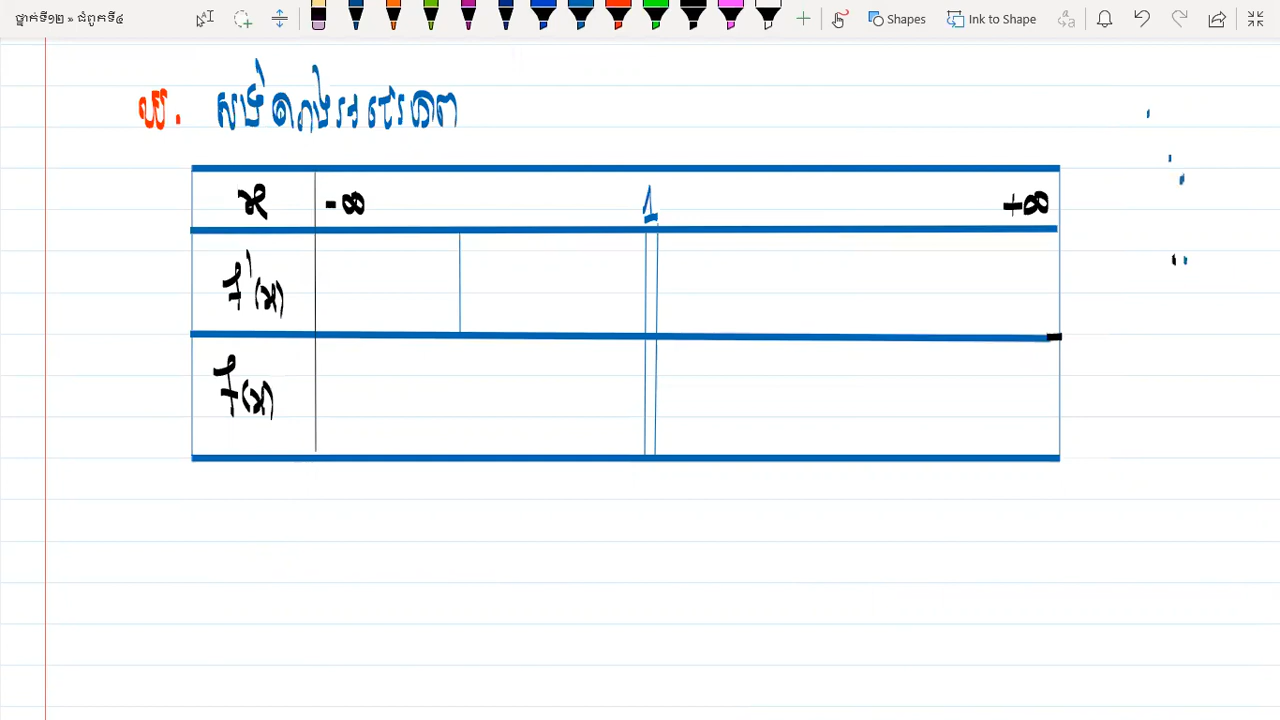 ថ្នាក់ទី១២ » ជំពូកទី៤
Shapes
Ink to Shape
ឃ. សង់តារាងអថេរភាព
x -∞ 1 +∞
f'(x)
f(x)